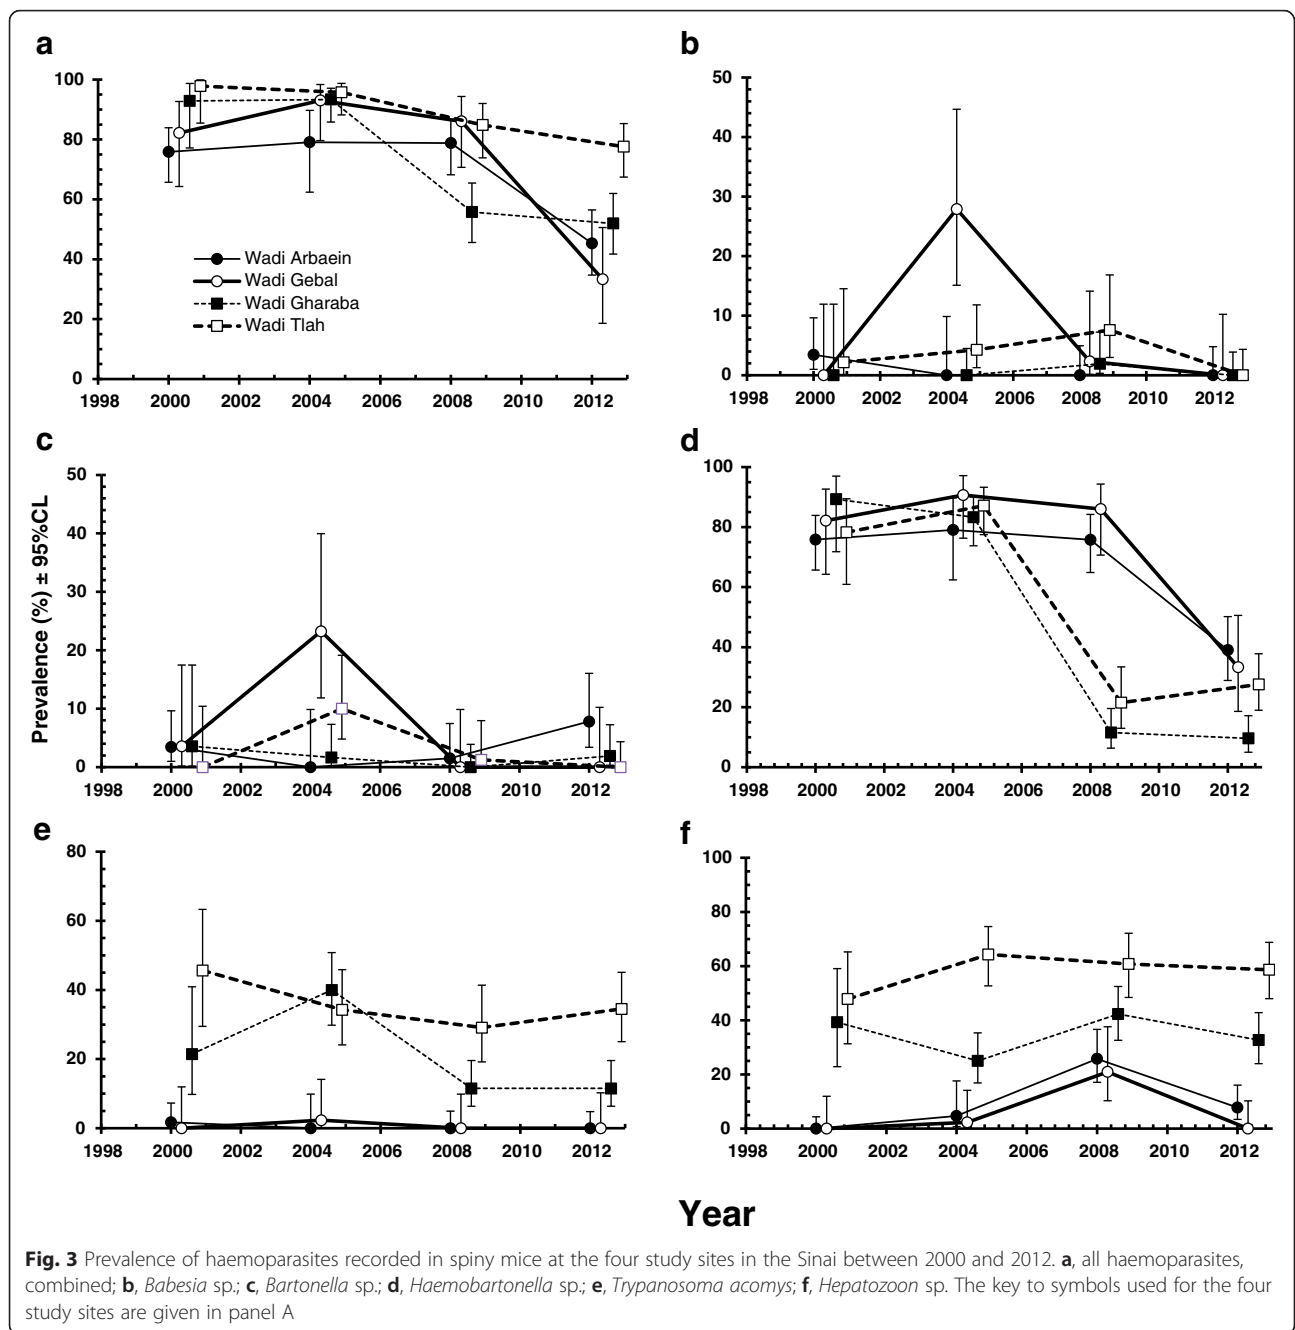 a
100
80
60
40
20
0
1998 2000 2002 2004 2006 2008 2010 2012
Wadi Arbaein
Wadi Gebal
Wadi Gharaba
Wadi Tlah
b
50
40
30
20
10
0
1998 2000 2002 2004 2006 2008 2010 2012
c
50
40
30
20
10
0
1998 2000 2002 2004 2006 2008 2010 2012
Prevalence (%) ± 95%CL
d
100
80
60
40
20
0
1998 2000 2002 2004 2006 2008 2010 2012
e
80
60
40
20
0
1998 2000 2002 2004 2006 2008 2010 2012
f
100
80
60
40
20
0
1998 2000 2002 2004 2006 2008 2010 2012
Year
Fig. 3 Prevalence of haemoparasites recorded in spiny mice at the four study sites in the Sinai between 2000 and 2012. a, all haemoparasites,
combined; b, Babesia sp.; c, Bartonella sp.; d, Haemobartonella sp.; e, Trypanosoma acomys; f, Hepatozoon sp. The key to symbols used for the four
study sites are given in panel A